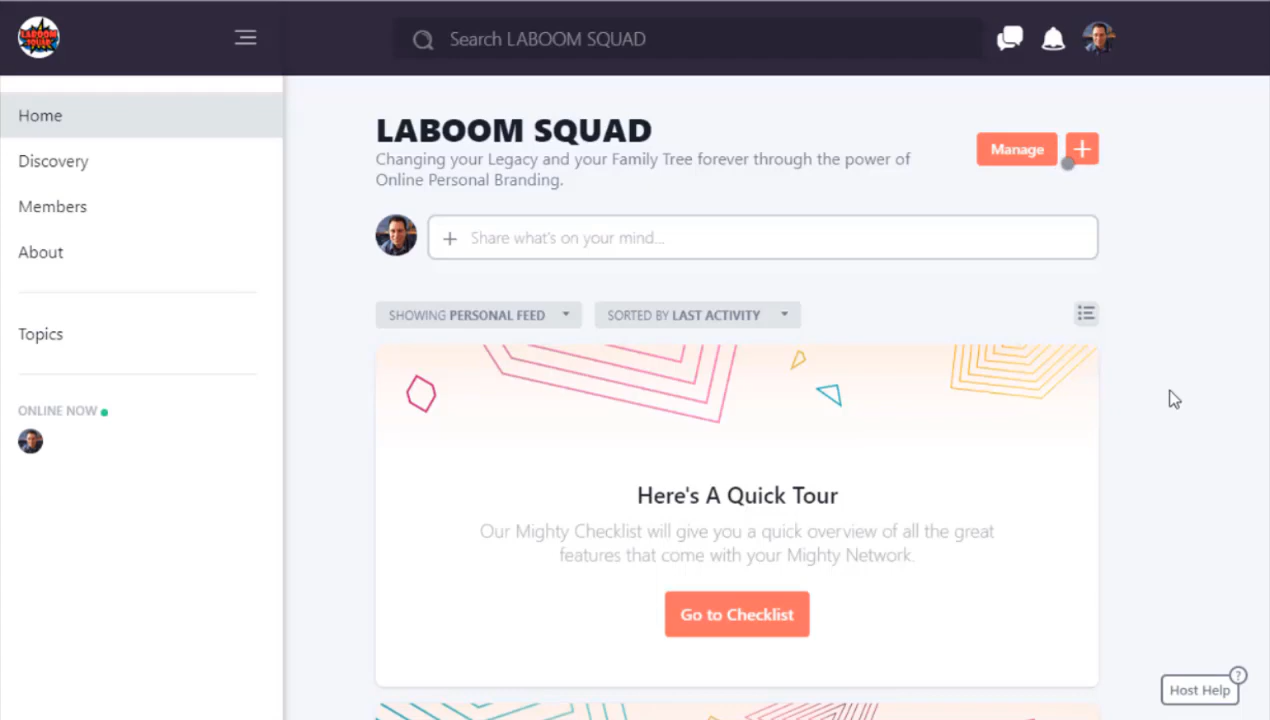 LABOOM
SQUAD
Search LABOOM SQUAD
Home
Discovery
Members
About
Topics
ONLINE NOW
LABOOM SQUAD
Changing your Legacy and your Family Tree forever through the power of
Online Personal Branding.
Manage
+
+ Share what's on your mind...
SHOWING PERSONAL FEED
SORTED BY LAST ACTIVITY
Here's A Quick Tour
Our Mighty Checklist will give you a quick overview of all the great
features that come with your Mighty Network.
Go to Checklist
Host Help
?